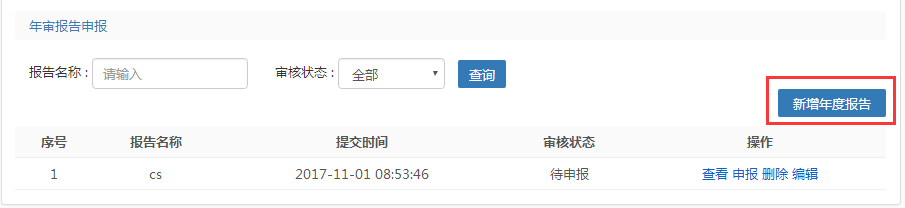 年审报告申报
报告名称 : 请输入 审核状态 : 全部 查询
新增年度报告
序号 报告名称 提交时间 审核状态 操作
1 cs 2017-11-01 08:53:46 待申报 查看 申报 删除 编辑